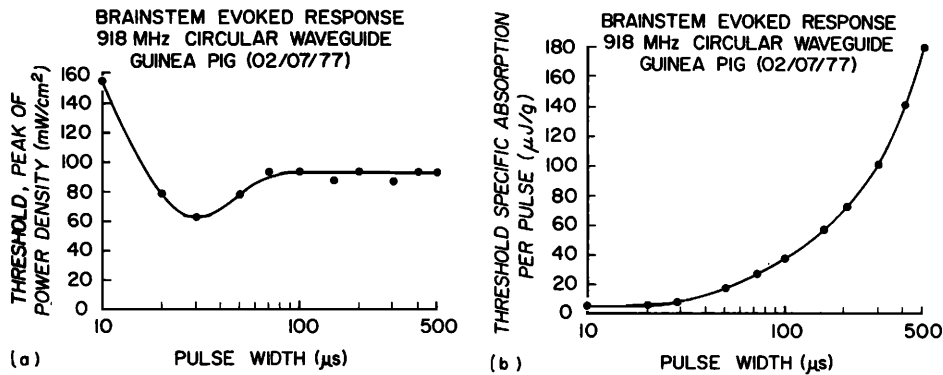 BRAINSTEM EVOKED RESPONSE
918 MHz CIRCULAR WAVEGUIDE
GUINEA PIG (02/07/77)
THRESHOLD, PEAK OF
POWER DENSITY (mW/cm²)
160
140
120
100
80
60
40
20
0
10
100
500
(a)
PULSE WIDTH (μs)
BRAINSTEM EVOKED RESPONSE
918 MHz CIRCULAR WAVEGUIDE
GUINEA PIG (02/07/77)
THRESHOLD SPECIFIC ABSORPTION
PER PULSE (μJ/g)
180
160
140
120
100
80
60
40
20
0
10
100
500
(b)
PULSE WIDTH (μs)